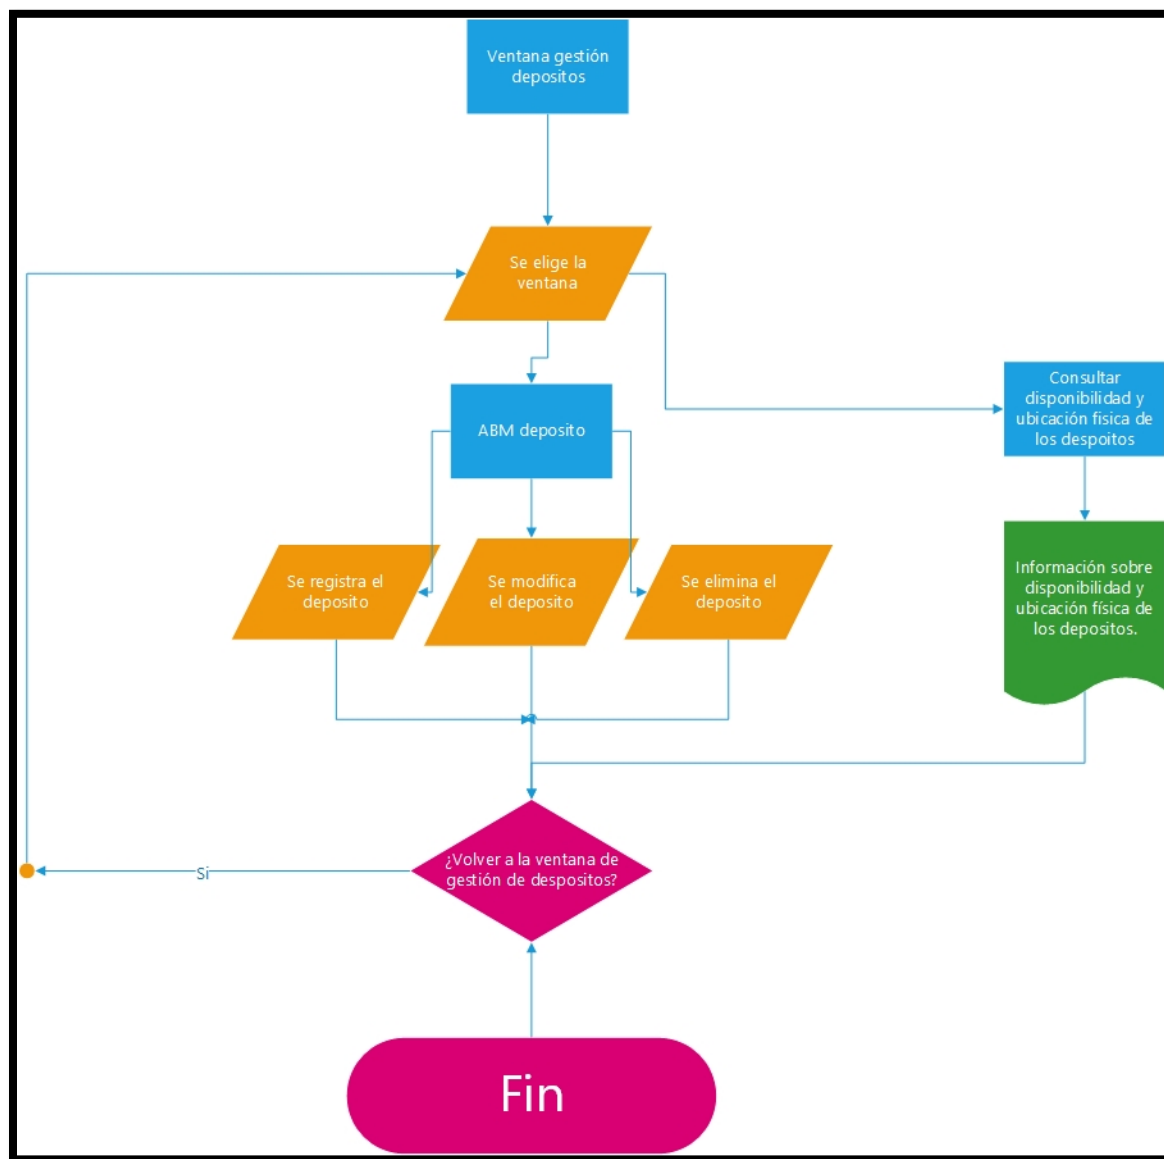 Ventana gestión
depositos
Se elige la
ventana
Consultar
disponibilidad y
ubicación fisica de
los despoitos
ABM deposito
Se registra el
deposito
Se modifica
el deposito
Se elimina el
deposito
Información sobre
disponibilidad y
ubicación física de
los depositos.
¿Volver a la ventana de
gestión de despositos?
Si
Fin